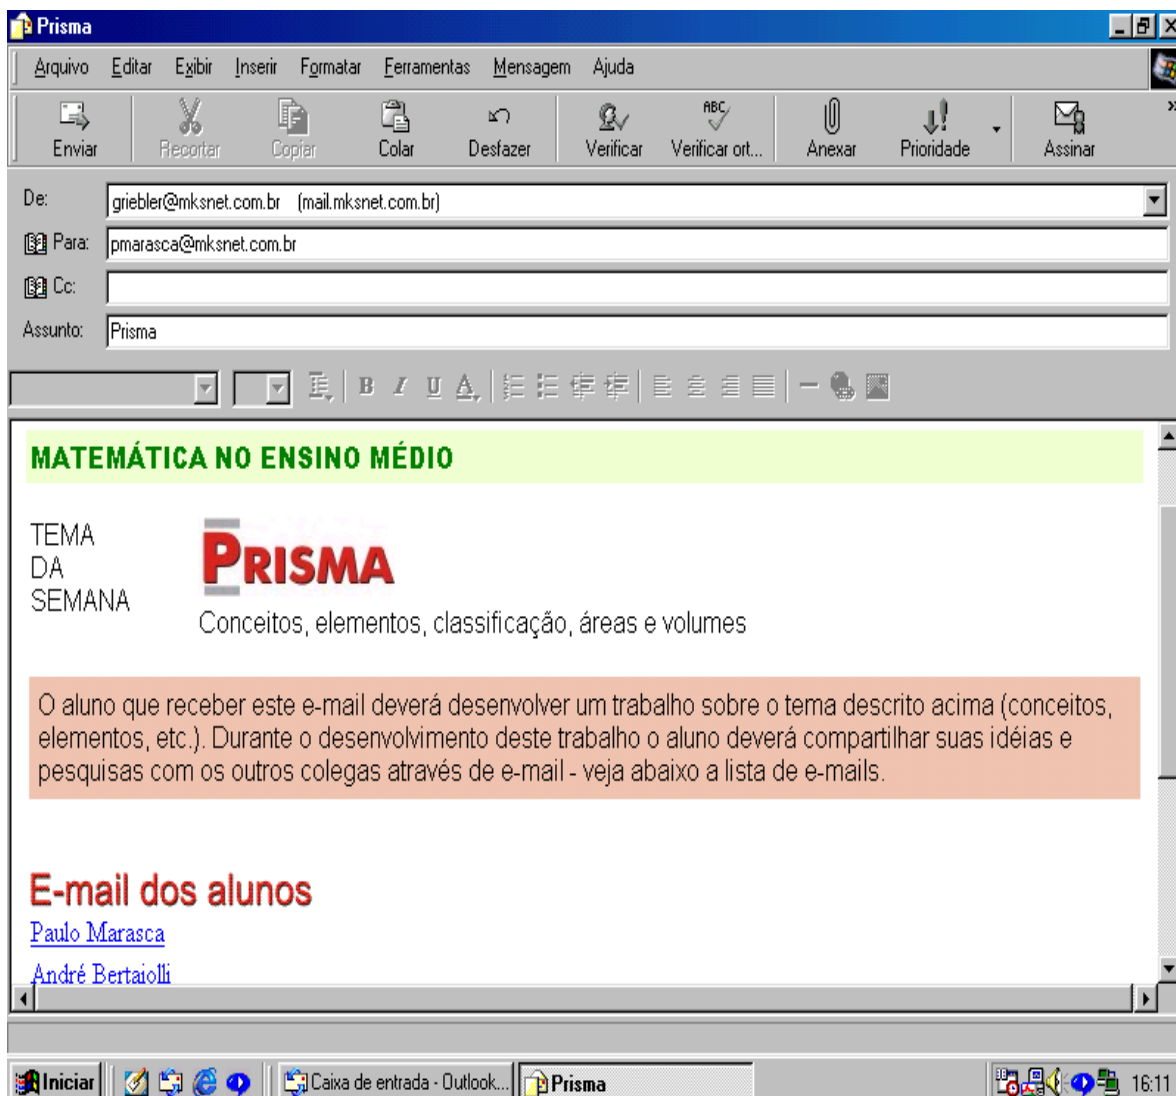 Prisma
Arquivo Editar Exibir Inserir Formatar Ferramentas Mensagem Ajuda
Enviar Recortar Copiar Colar Desfazer Verificar Verificar ort... Anexar Prioridade Assinar
De: griebler@mksnet.com.br (mail.mksnet.com.br)
Para: pmarasca@mksnet.com.br
Cc:
Assunto: Prisma
MATEMÁTICA NO ENSINO MÉDIO
TEMA
DA
SEMANA
PRISMA
Conceitos, elementos, classificação, áreas e volumes
O aluno que receber este e-mail deverá desenvolver um trabalho sobre o tema descrito acima (conceitos,
elementos, etc.). Durante o desenvolvimento deste trabalho o aluno deverá compartilhar suas idéias e
pesquisas com os outros colegas através de e-mail - veja abaixo a lista de e-mails.
E-mail dos alunos
Paulo Marasca
André Bertaiolli
Iniciar Caixa de entrada - Outlook... Prisma 16:11